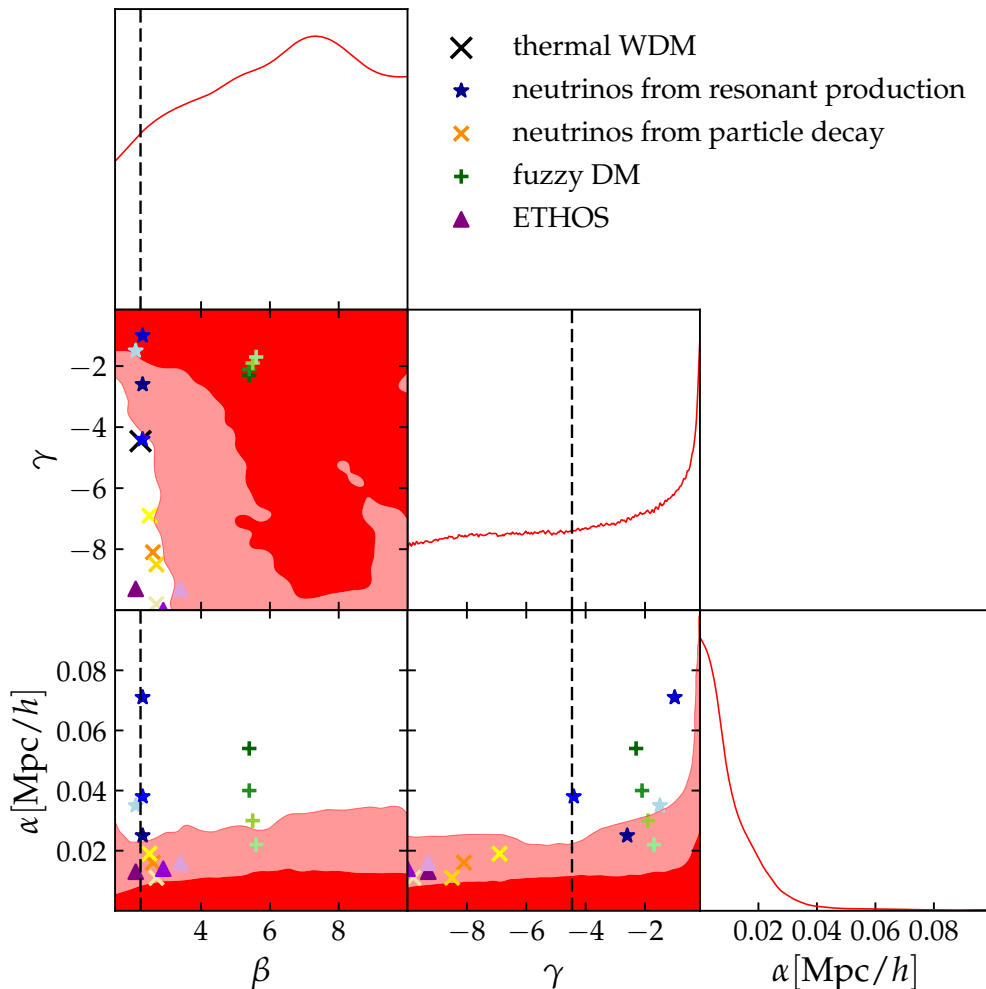 thermal WDM
neutrinos from resonant production
neutrinos from particle decay
fuzzy DM
ETHOS
−2
−4
−6
−8
γ
0.08
0.06
0.04
0.02
α[Mpc/h]
4 6 8
−8 −6 −4 −2
0.02 0.04 0.06 0.08
β
γ
α[Mpc/h]